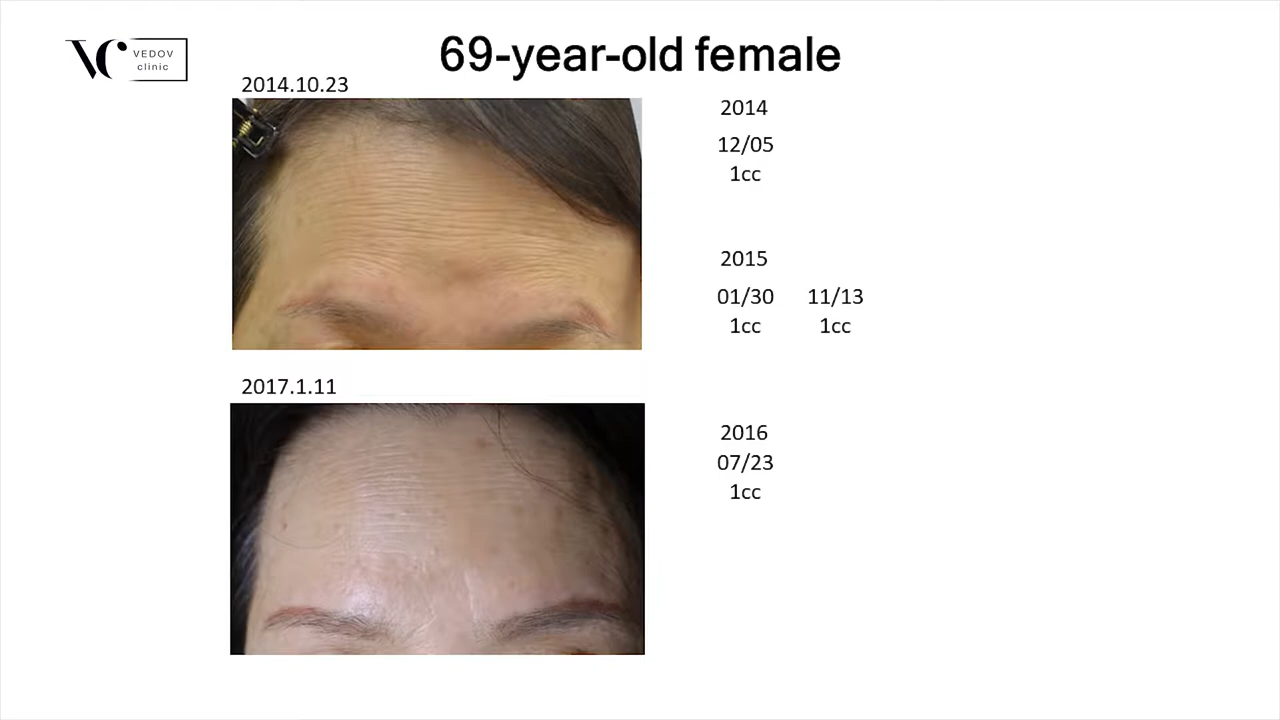 VC VEDOV
clinic
69-year-old female
2014.10.23
2014
12/05
1cc
2015
01/30 11/13
1cc 1cc
2017.1.11
2016
07/23
1cc